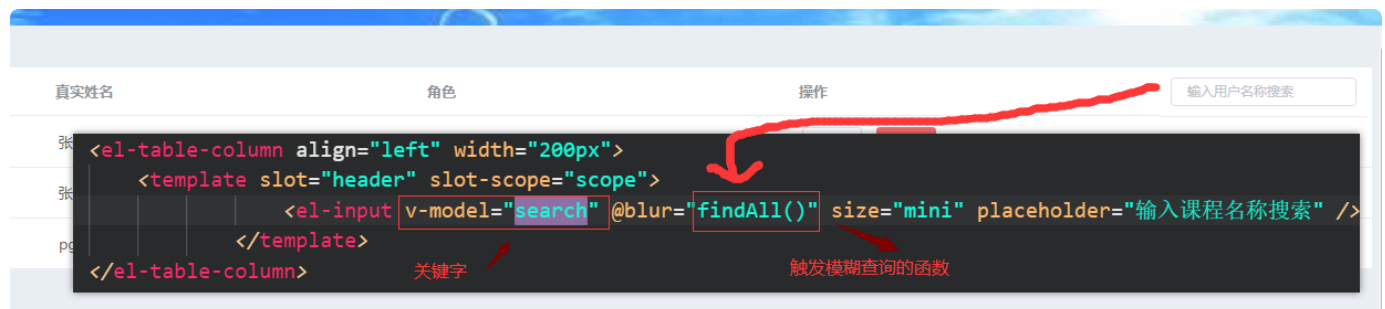 真实姓名 角色 操作 输入用户名称搜索
张
<el-table-column align="left" width="200px">
<template slot="header" slot-scope="scope">
张
<el-input v-model="search" @blur="findAll()" size="mini" placeholder="输入课程名称搜索" />
</template>
</el-table-column>
关键字
触发模糊查询的函数